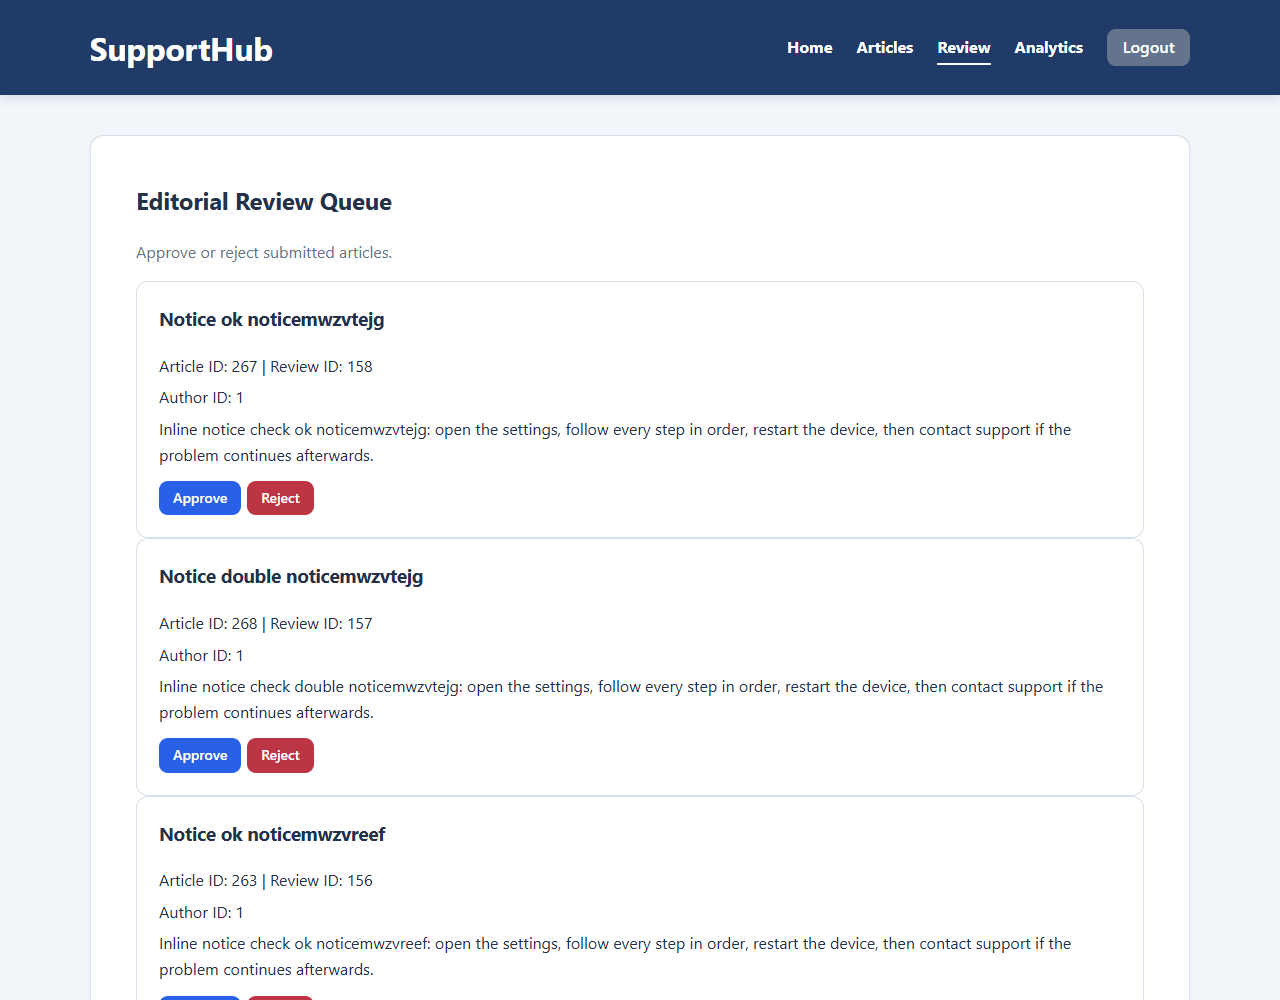 SupportHub
Home Articles Review Analytics Logout
Editorial Review Queue
Approve or reject submitted articles.
Notice ok noticemwzvtejg
Article ID: 267 | Review ID: 158
Author ID: 1
Inline notice check ok noticemwzvtejg: open the settings, follow every step in order, restart the device, then contact support if the
problem continues afterwards.
Approve Reject
Notice double noticemwzvtejg
Article ID: 268 | Review ID: 157
Author ID: 1
Inline notice check double noticemwzvtejg: open the settings, follow every step in order, restart the device, then contact support if the
problem continues afterwards.
Approve Reject
Notice ok noticemwzvreef
Article ID: 263 | Review ID: 156
Author ID: 1
Inline notice check ok noticemwzvreef: open the settings, follow every step in order, restart the device, then contact support if the
problem continues afterwards.